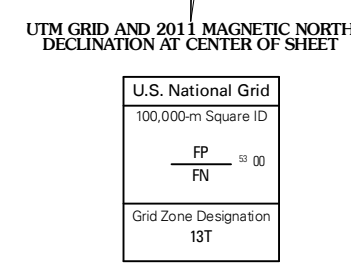 UTM GRID AND 2011 MAGNETIC NORTH
DECLINATION AT CENTER OF SHEET
U.S. National Grid
100,000-m Square ID
FP
53 00
FN
Grid Zone Designation
13T